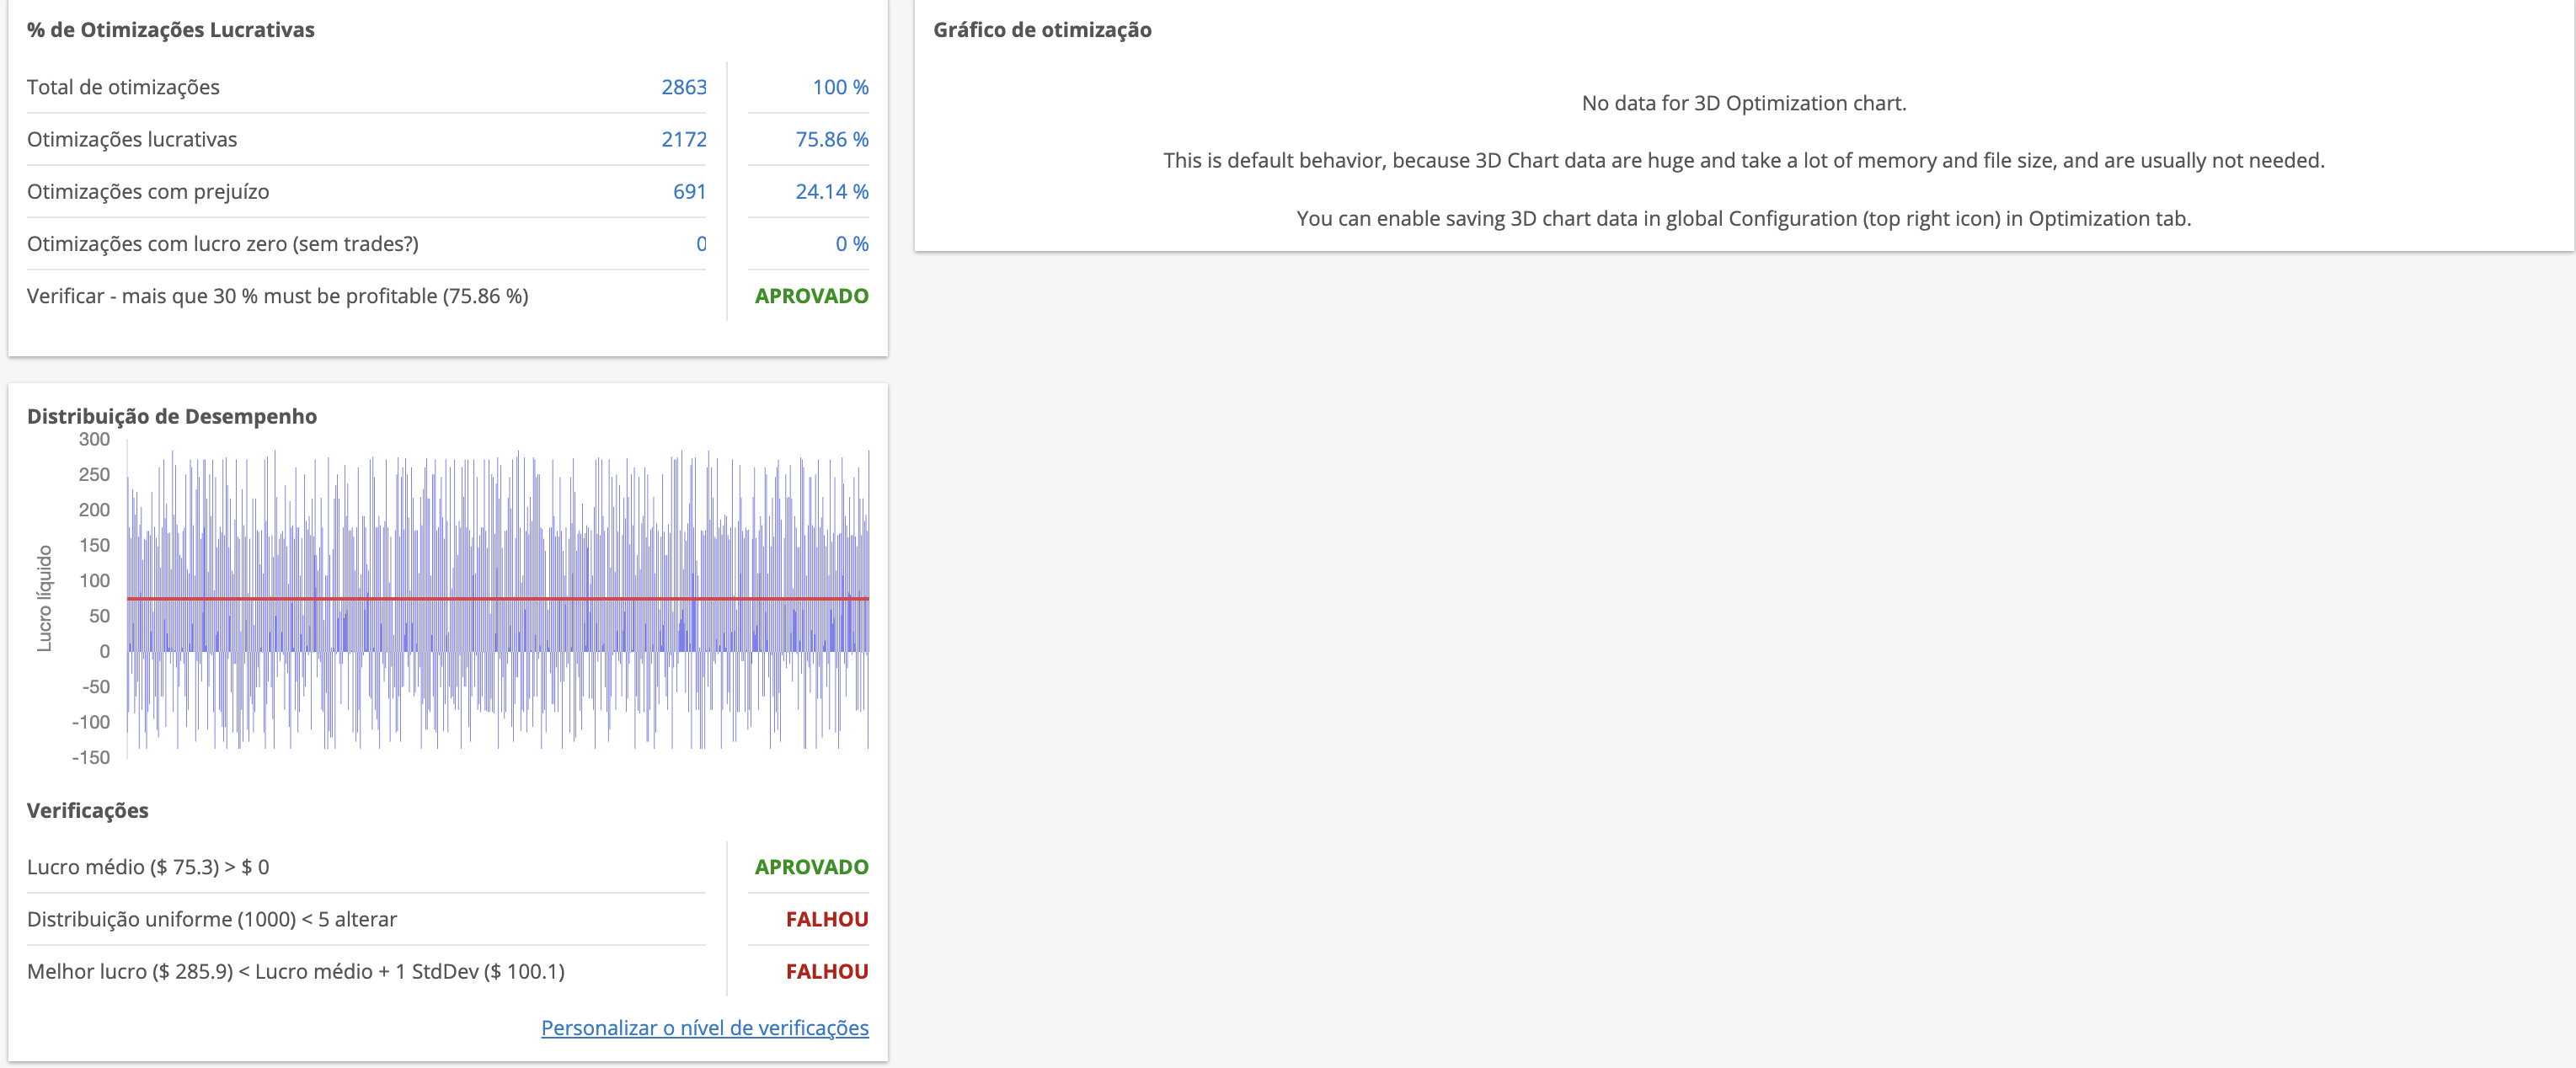 % de Otimizações Lucrativas
Total de otimizações 2863 100 %
Otimizações lucrativas 2172 75.86 %
Otimizações com prejuízo 691 24.14 %
Otimizações com lucro zero (sem trades?) 0 0 %
Verificar - mais que 30 % must be profitable (75.86 %) APROVADO
Distribuição de Desempenho
Lucro líquido
300
250
200
150
100
50
0
-50
-100
-150
Verificações
Lucro médio ($ 75.3) > $ 0 APROVADO
Distribuição uniforme (1000) < 5 alterar FALHOU
Melhor lucro ($ 285.9) < Lucro médio + 1 StdDev ($ 100.1) FALHOU
Personalizar o nível de verificações
Gráfico de otimização
No data for 3D Optimization chart.
This is default behavior, because 3D Chart data are huge and take a lot of memory and file size, and are usually not needed.
You can enable saving 3D chart data in global Configuration (top right icon) in Optimization tab.